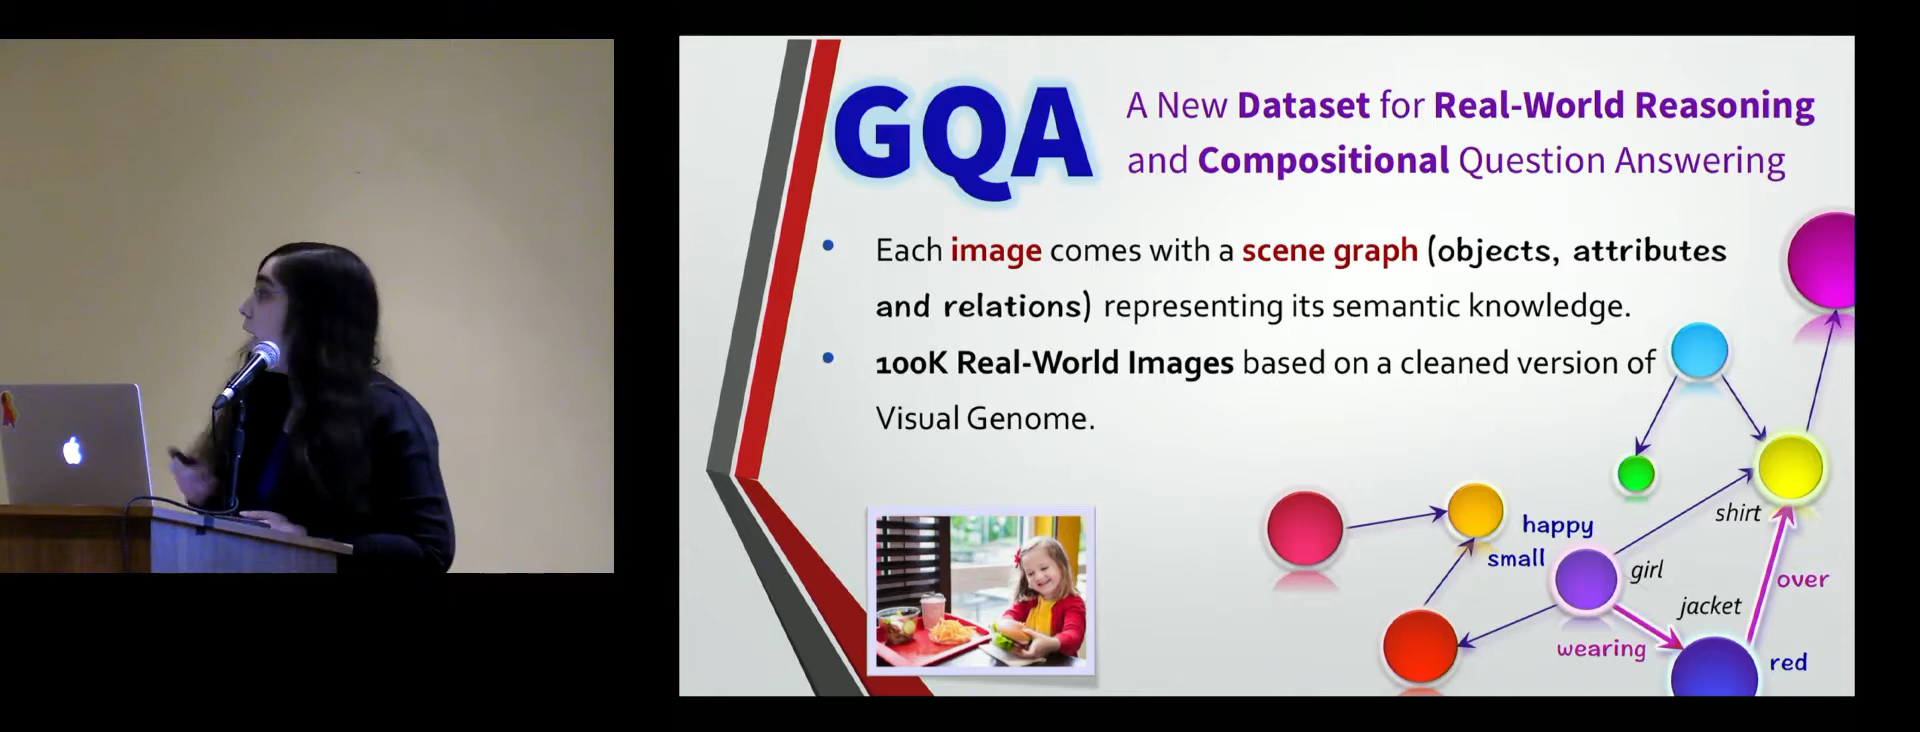 GQA
A New Dataset for Real-World Reasoning
and Compositional Question Answering
• Each image comes with a scene graph (objects, attributes
and relations) representing its semantic knowledge.
• 100K Real-World Images based on a cleaned version of
Visual Genome.
happy
small
shirt
girl
over
jacket
wearing
red